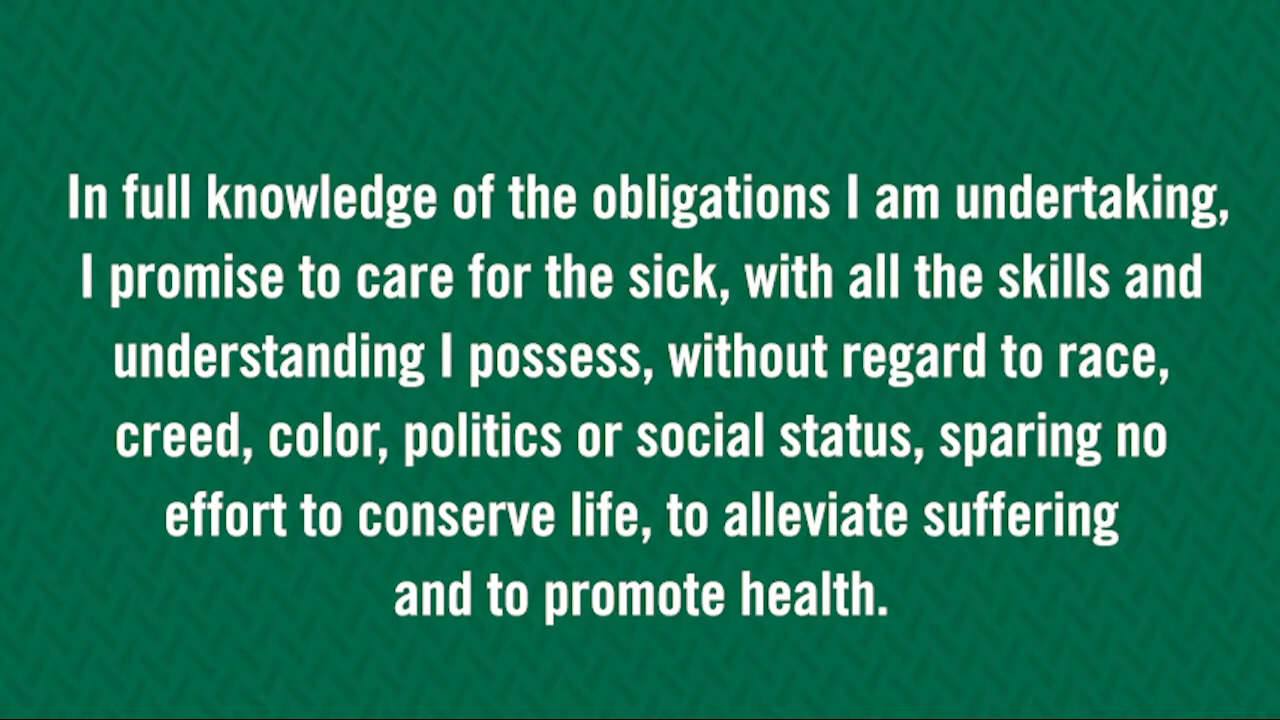 In full knowledge of the obligations I am undertaking,
I promise to care for the sick, with all the skills and
understanding I possess, without regard to race,
creed, color, politics or social status, sparing no
effort to conserve life, to alleviate suffering
and to promote health.